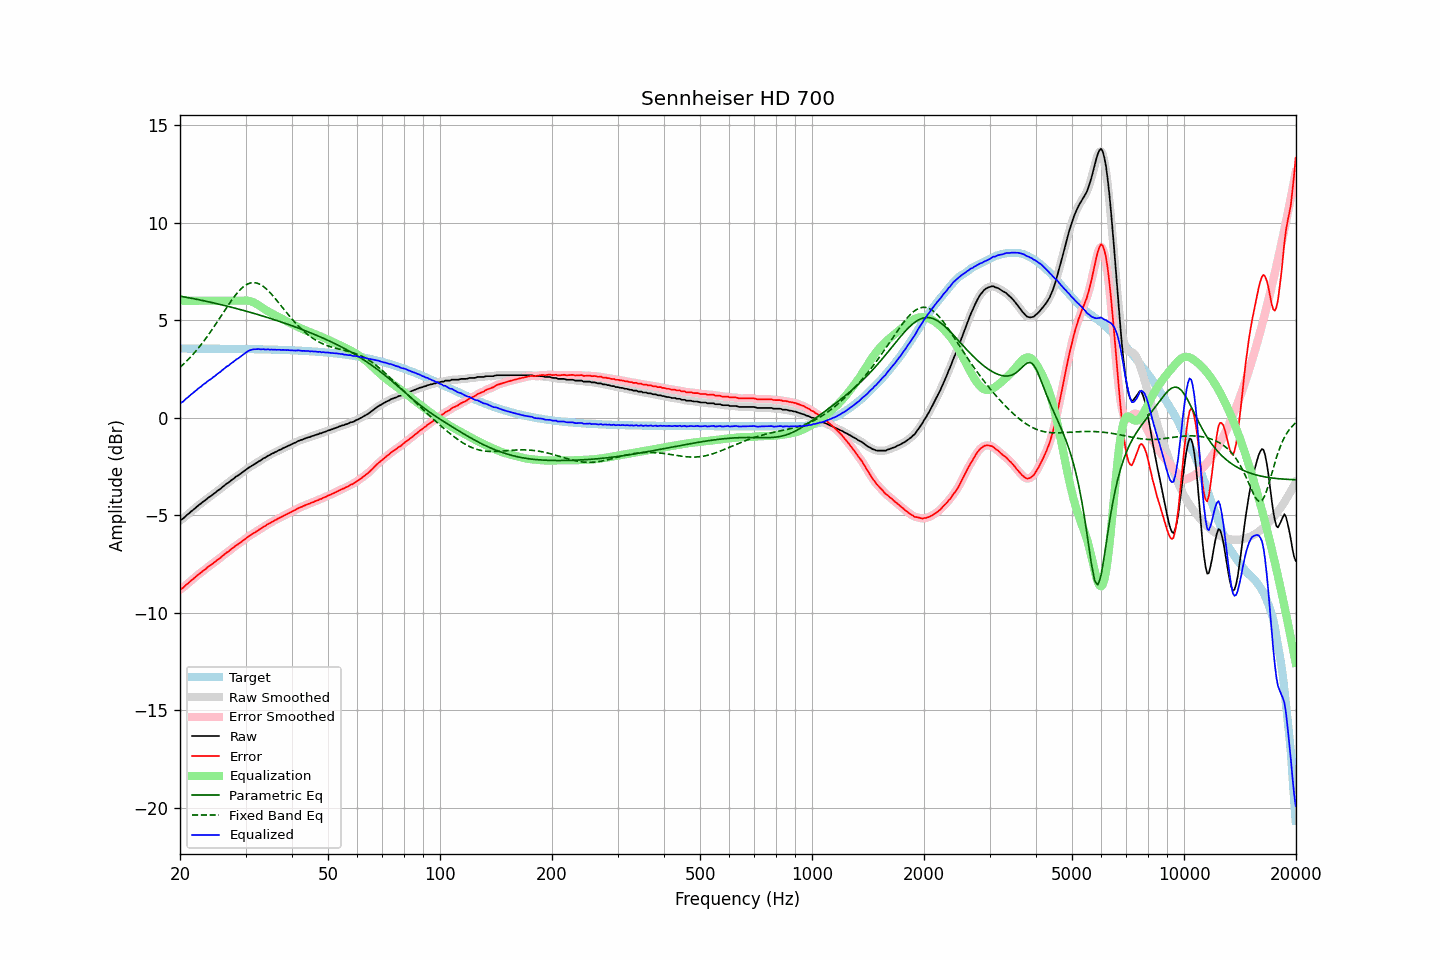 Sennheiser HD 700
Amplitude (dBr)
15
10
5
0
−5
−10
−15
−20
Target
Raw Smoothed
Error Smoothed
Raw
Error
Equalization
Parametric Eq
Fixed Band Eq
Equalized
20 50 100 200 500 1000 2000 5000 10000 20000
Frequency (Hz)